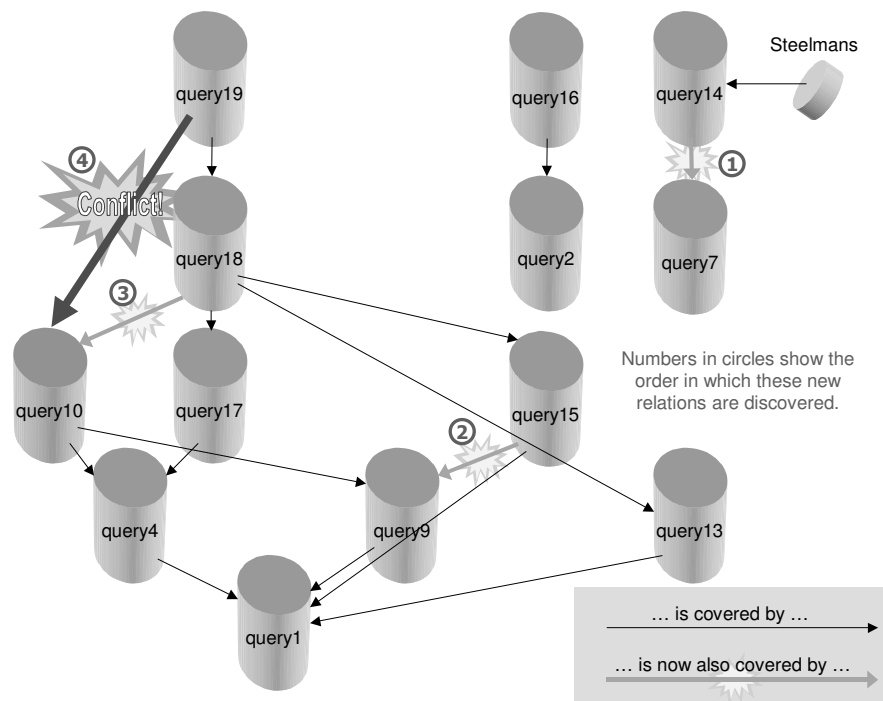 Steelmans
query19
query16
query14
④
①
Conflict!
query18
query2
query7
③
Numbers in circles show the
order in which these new
relations are discovered.
query10
query17
query15
②
query4
query9
query13
query1
… is covered by …
… is now also covered by …